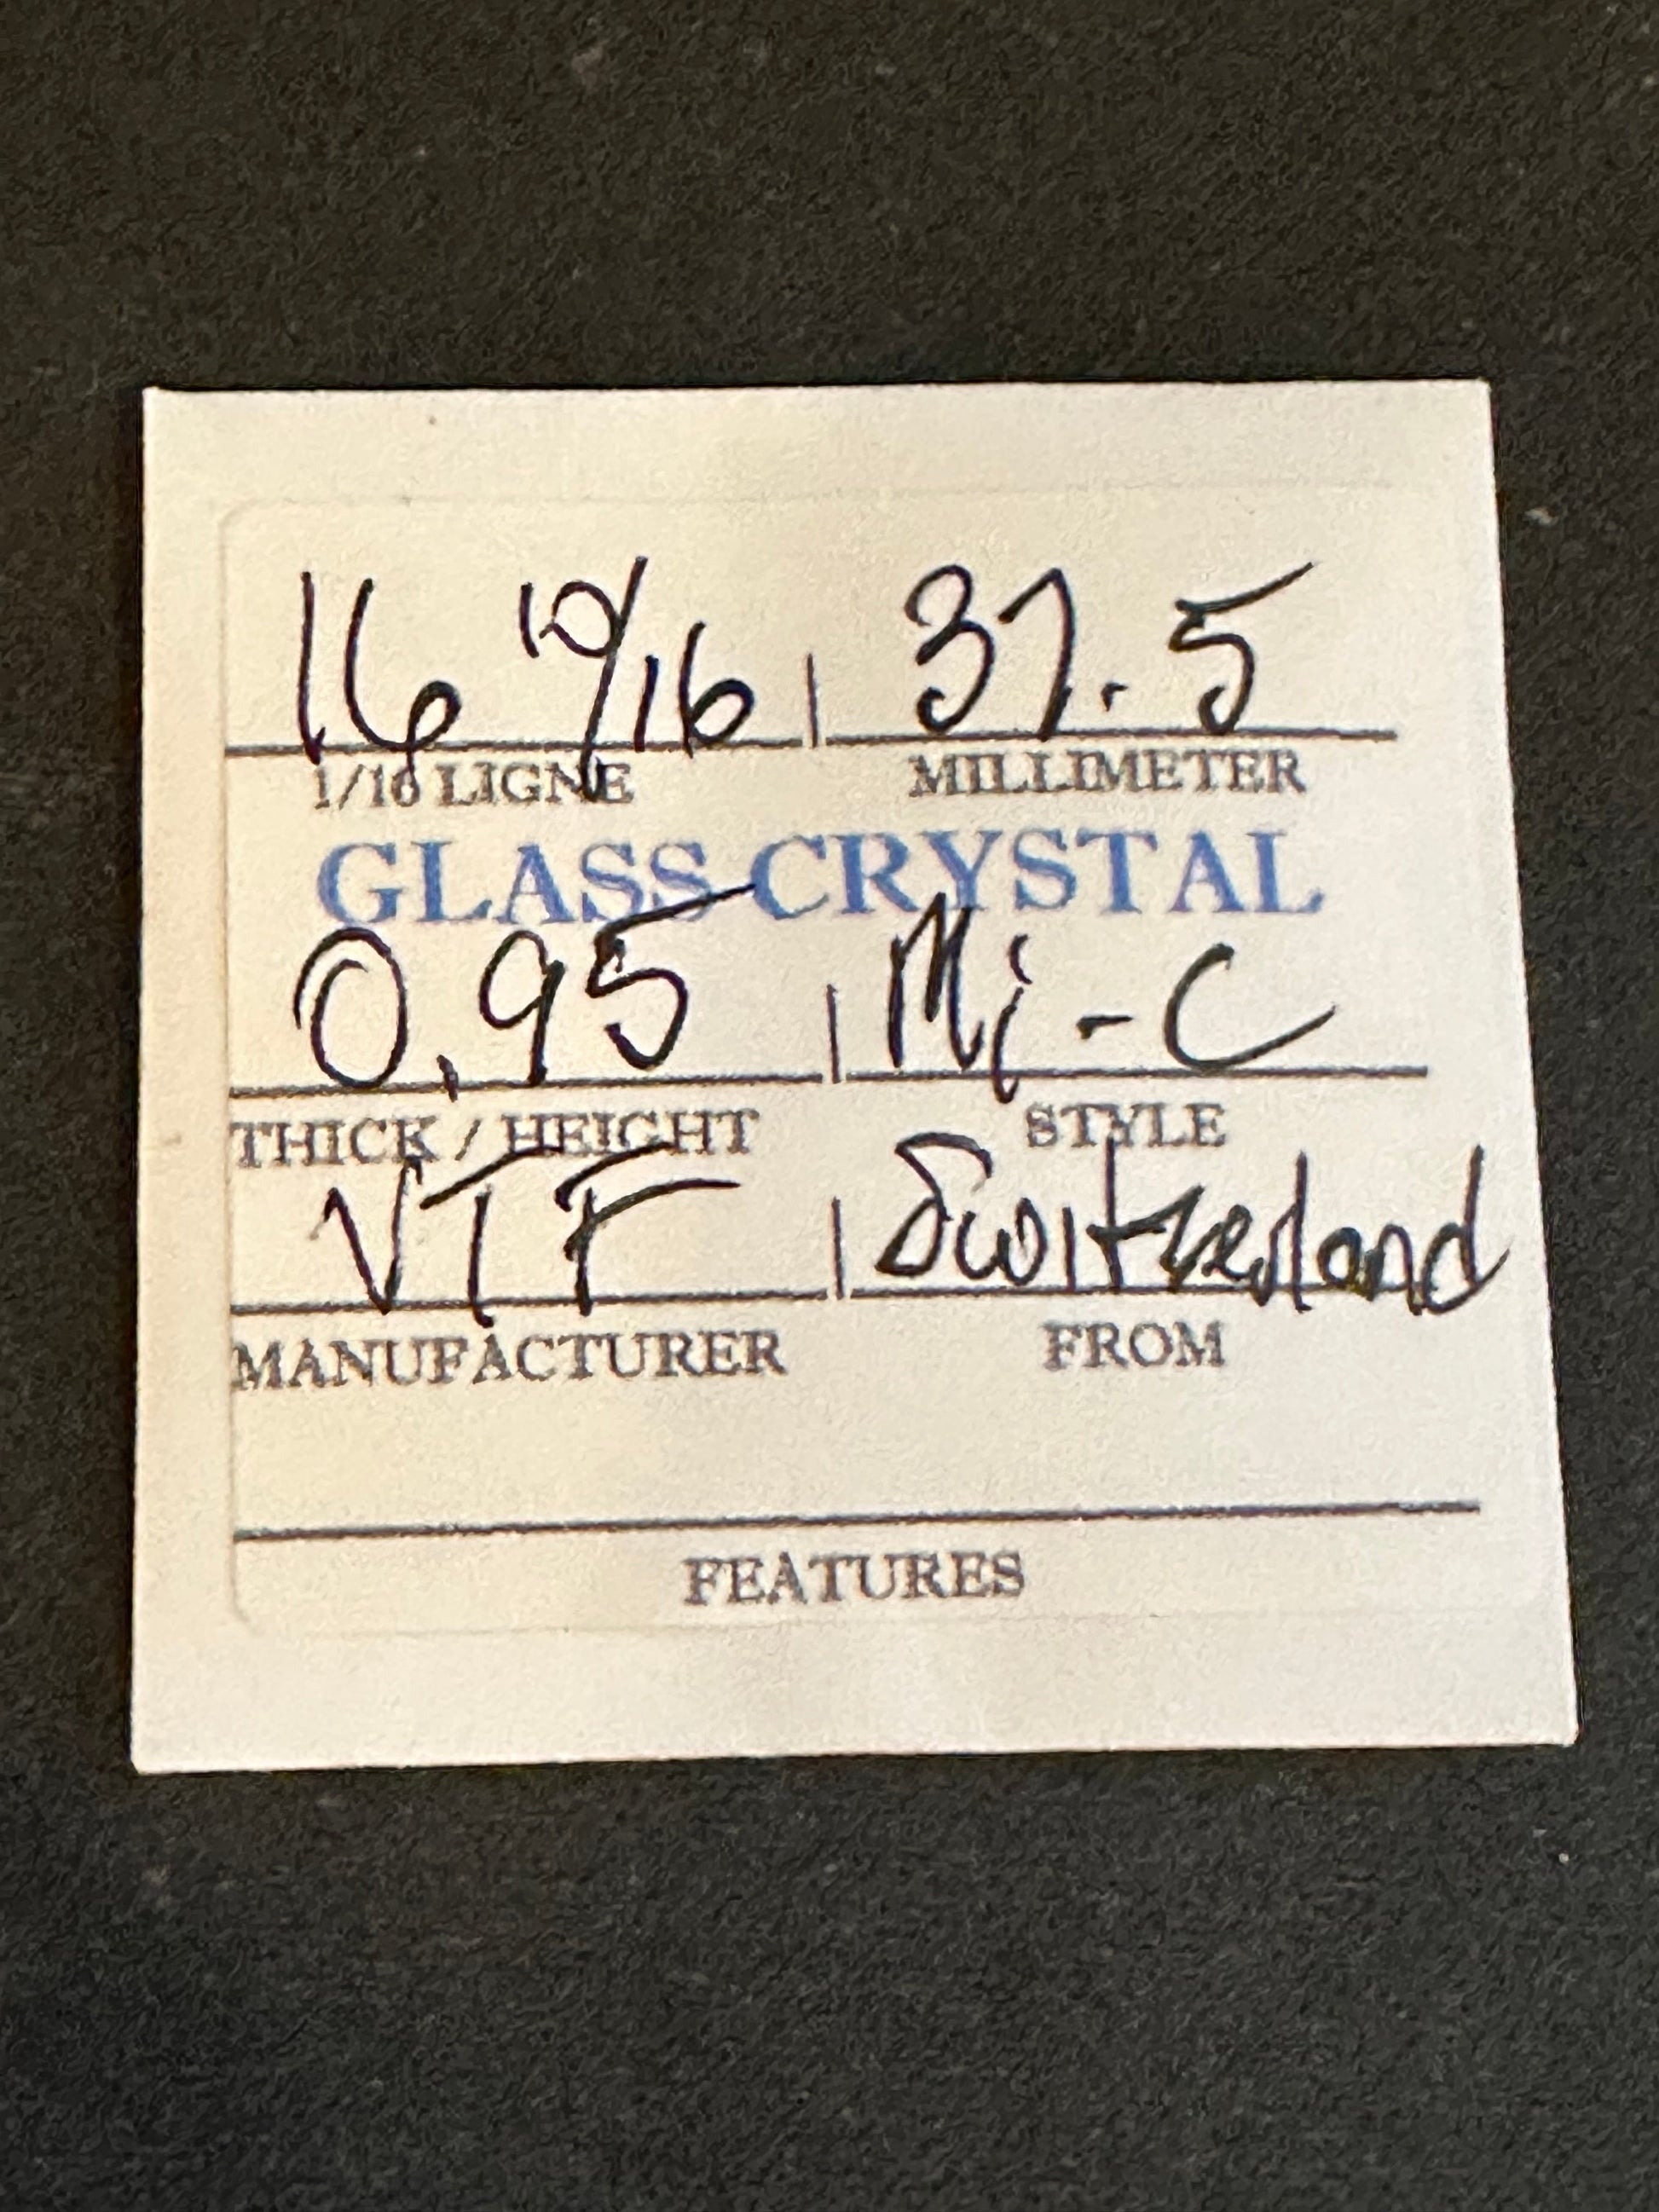 16 10/16 | 37.5
1/16 LIGNE MILLIMETER
GLASS CRYSTAL
0.95 | Mi-C
THICK / HEIGHT STYLE
VTF | Switzerland
MANUFACTURER FROM
FEATURES